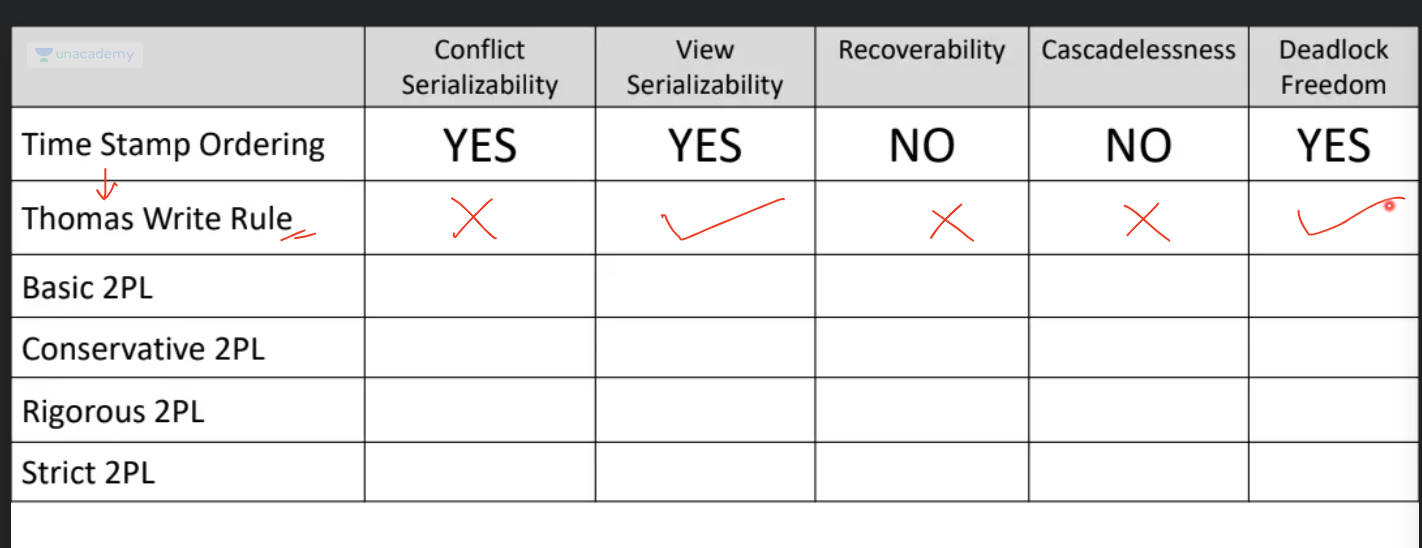 unacademy
Conflict
Serializability
View
Serializability
Recoverability
Cascadelessness
Deadlock
Freedom
Time Stamp Ordering YES YES NO NO YES
Thomas Write Rule
Basic 2PL
Conservative 2PL
Rigorous 2PL
Strict 2PL